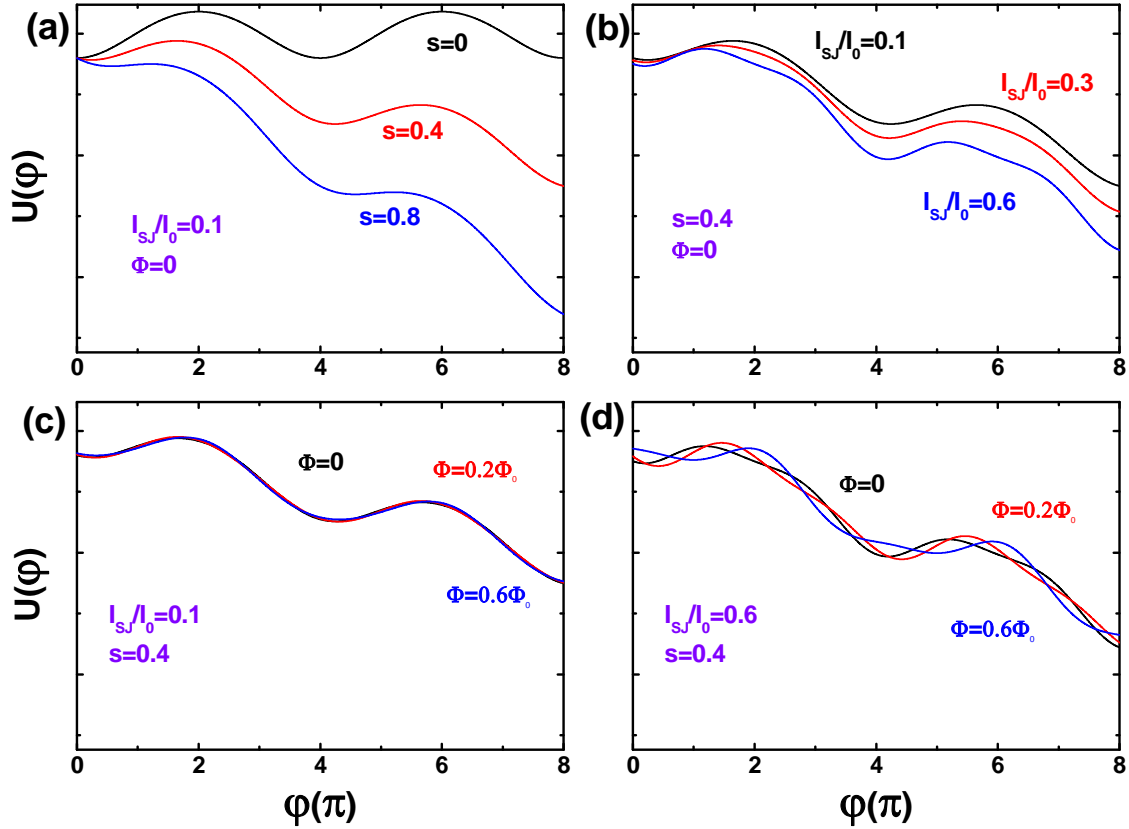 (a)
s=0
s=0.4
s=0.8
I_SJ/I_0=0.1
Φ=0
U(φ)
0 2 4 6 8
(b)
I_SJ/I_0=0.1
I_SJ/I_0=0.3
I_SJ/I_0=0.6
s=0.4
Φ=0
0 2 4 6 8
(c)
Φ=0
Φ=0.2Φ_0
Φ=0.6Φ_0
I_SJ/I_0=0.1
s=0.4
U(φ)
0 2 4 6 8
φ(π)
(d)
Φ=0
Φ=0.2Φ_0
Φ=0.6Φ_0
I_SJ/I_0=0.6
s=0.4
0 2 4 6 8
φ(π)